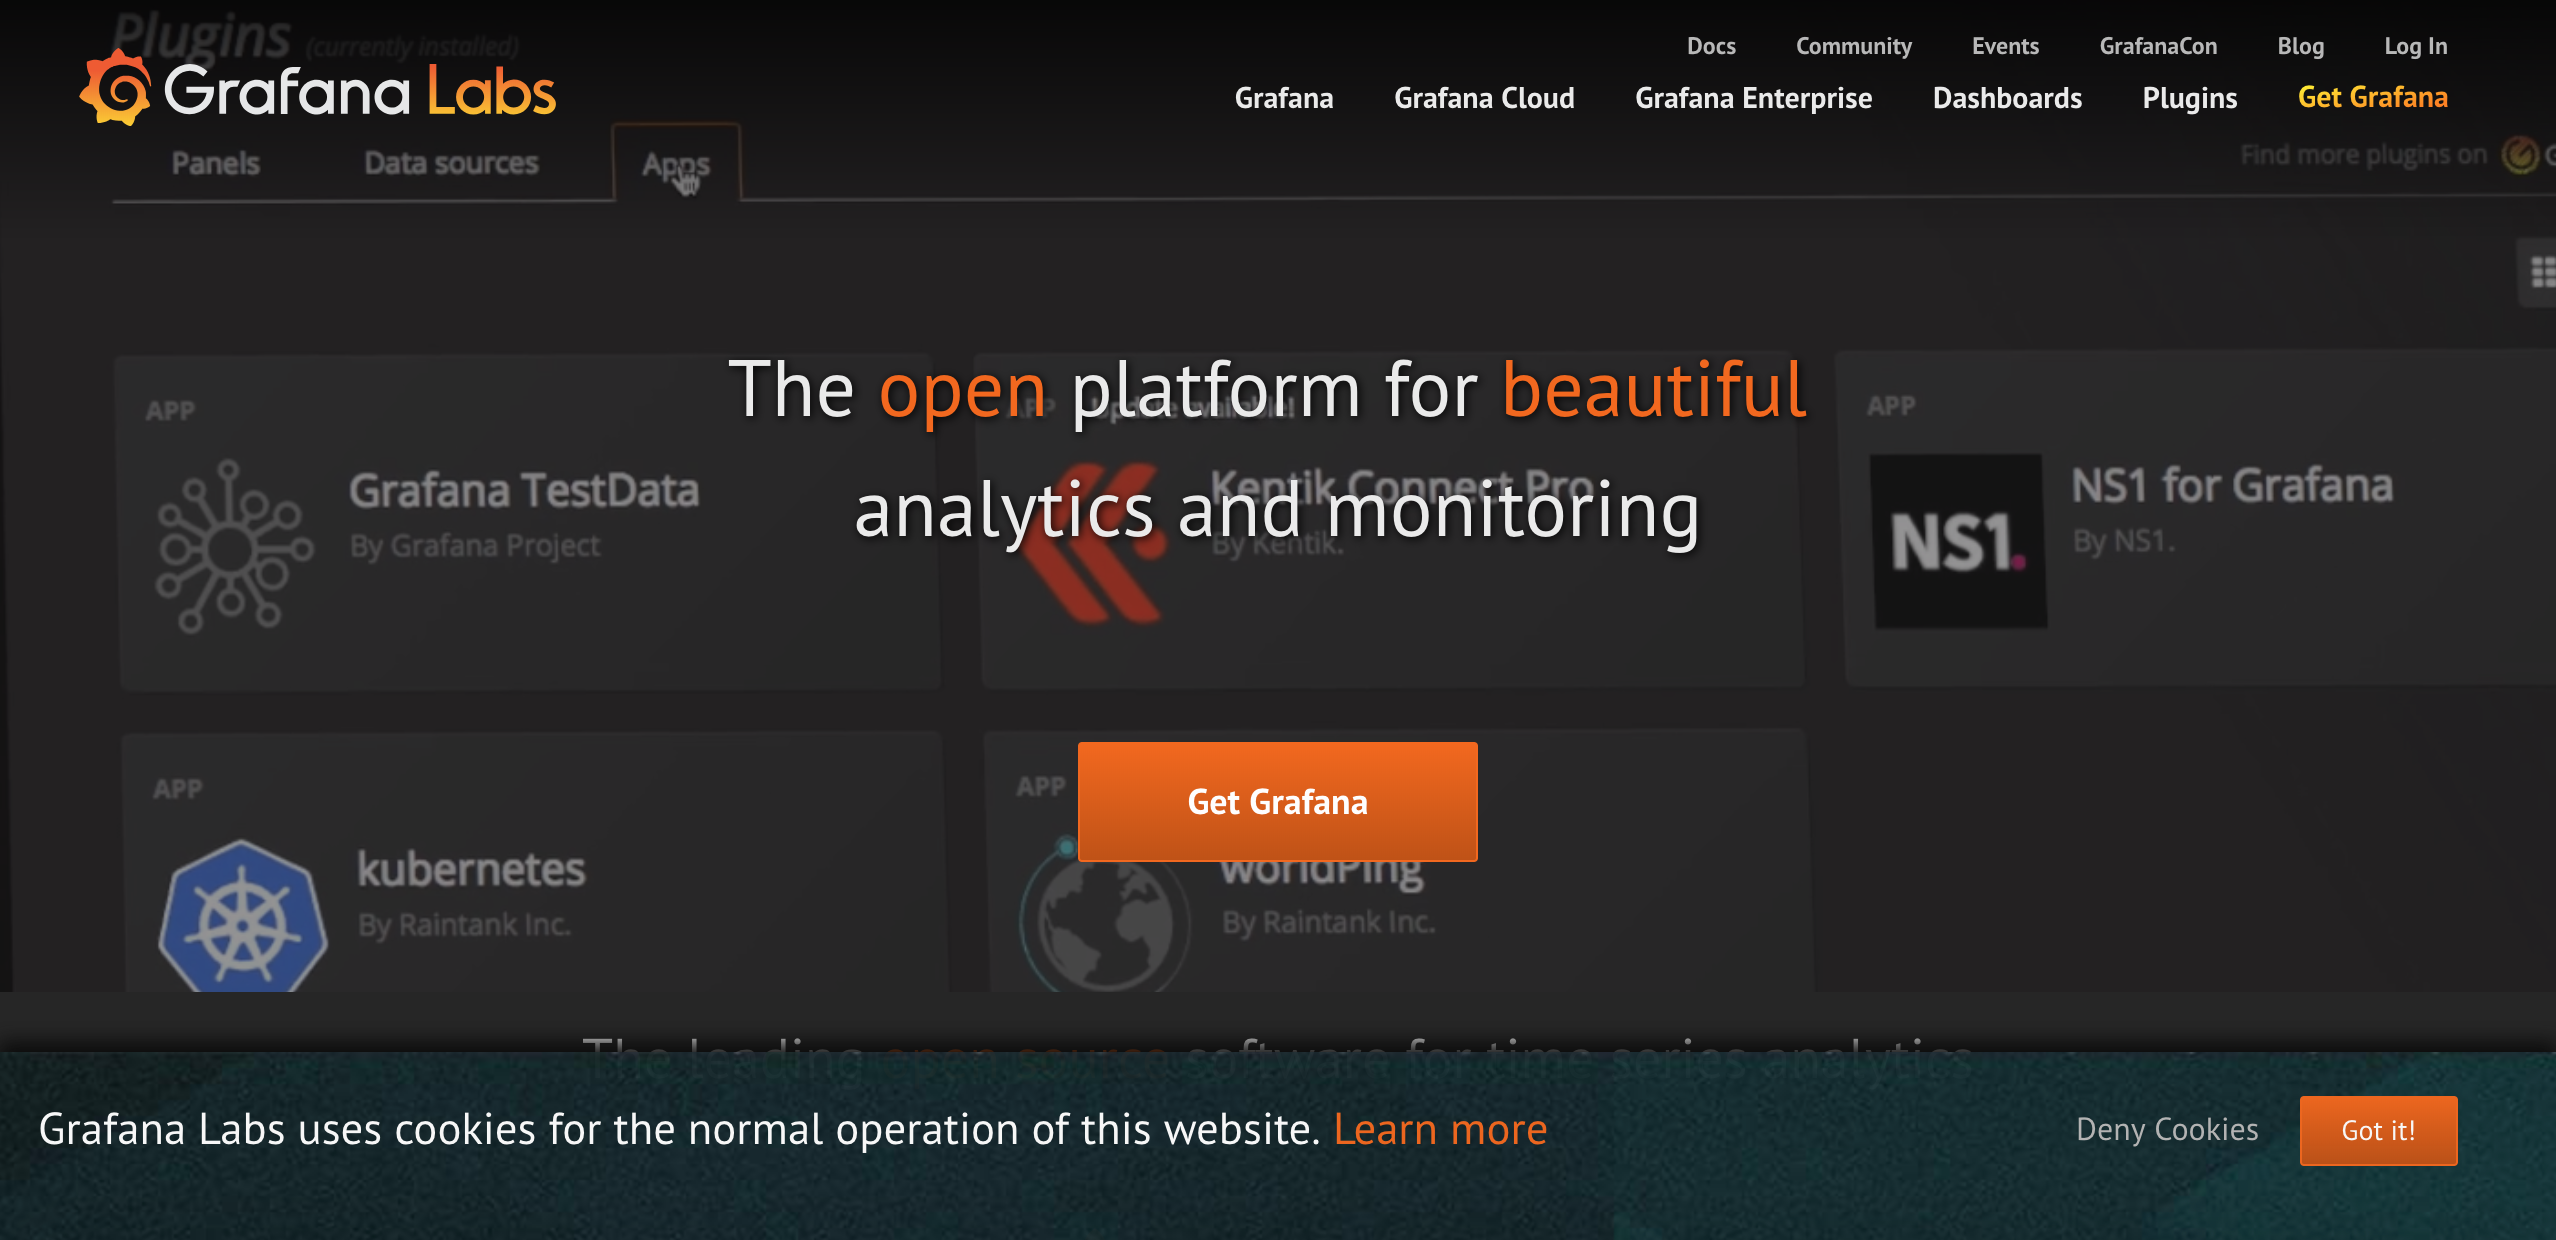 Plugins (currently installed)
Docs Community Events GrafanaCon Blog Log In
Grafana Labs
Grafana Grafana Cloud Grafana Enterprise Dashboards Plugins Get Grafana
Panels Data sources Apps
Find more plugins on
The open platform for beautiful
analytics and monitoring
APP
Grafana TestData
By Grafana Project
APP Update available!
Kentik Connect Pro
By Kentik.
APP
NS1.
NS1 for Grafana
By NS1.
Get Grafana
APP
kubernetes
By Raintank Inc.
APP
worldPing
By Raintank Inc.
The leading open source software for time series analytics
Grafana Labs uses cookies for the normal operation of this website. Learn more
Deny Cookies
Got it!